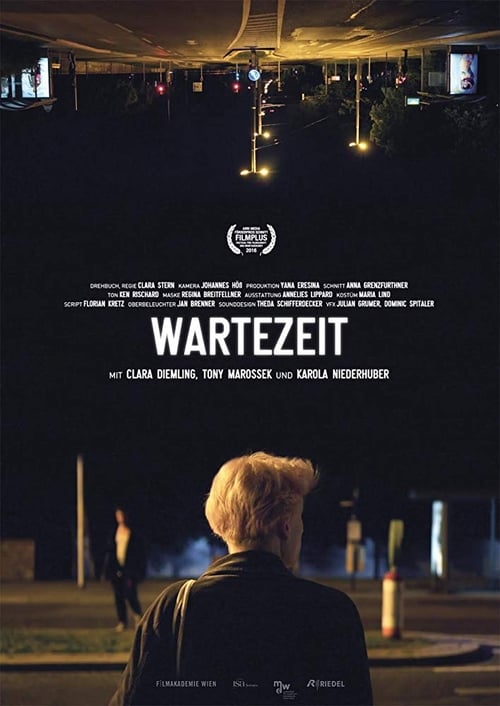 FILMPLUS
2016
DREHBUCH, REGIE CLARA STERN KAMERA JOHANNES HÖß PRODUKTION YANA ERESINA SCHNITT ANNA GRENZFURTHNER
TON KEN RISCHARD MASKE REGINA BREITFELLNER AUSSTATTUNG ANNELIES LIPPARD KOSTÜM MARIA LIND
SCRIPT FLORIAN KRETZ OBERBELEUCHTER JAN BRENNER SOUNDDESIGN THEDA SCHIFFERDECKER VFX JULIAN GRUMER, DOMINIC SPITALER
WARTEZEIT
MIT CLARA DIEMLING, TONY MAROSSEK UND KAROLA NIEDERHUBER
FILMAKADEMIE WIEN
mdw
RIEDEL